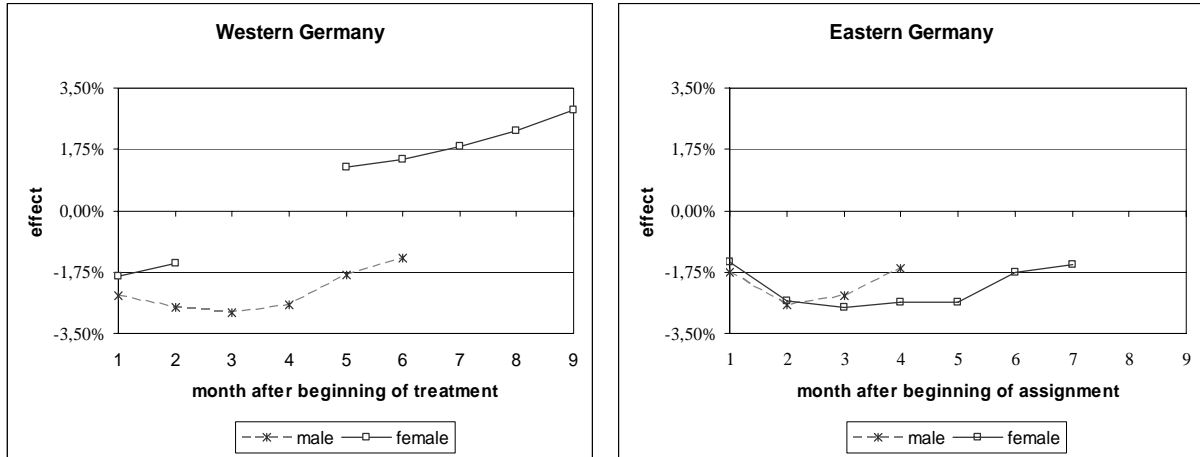 Western Germany
3,50%
1,75%
0,00%
-1,75%
-3,50%
effect
1 2 3 4 5 6 7 8 9
month after beginning of treatment
male female
Eastern Germany
3,50%
1,75%
0,00%
-1,75%
-3,50%
effect
1 2 3 4 5 6 7 8 9
month after beginning of assignment
male female